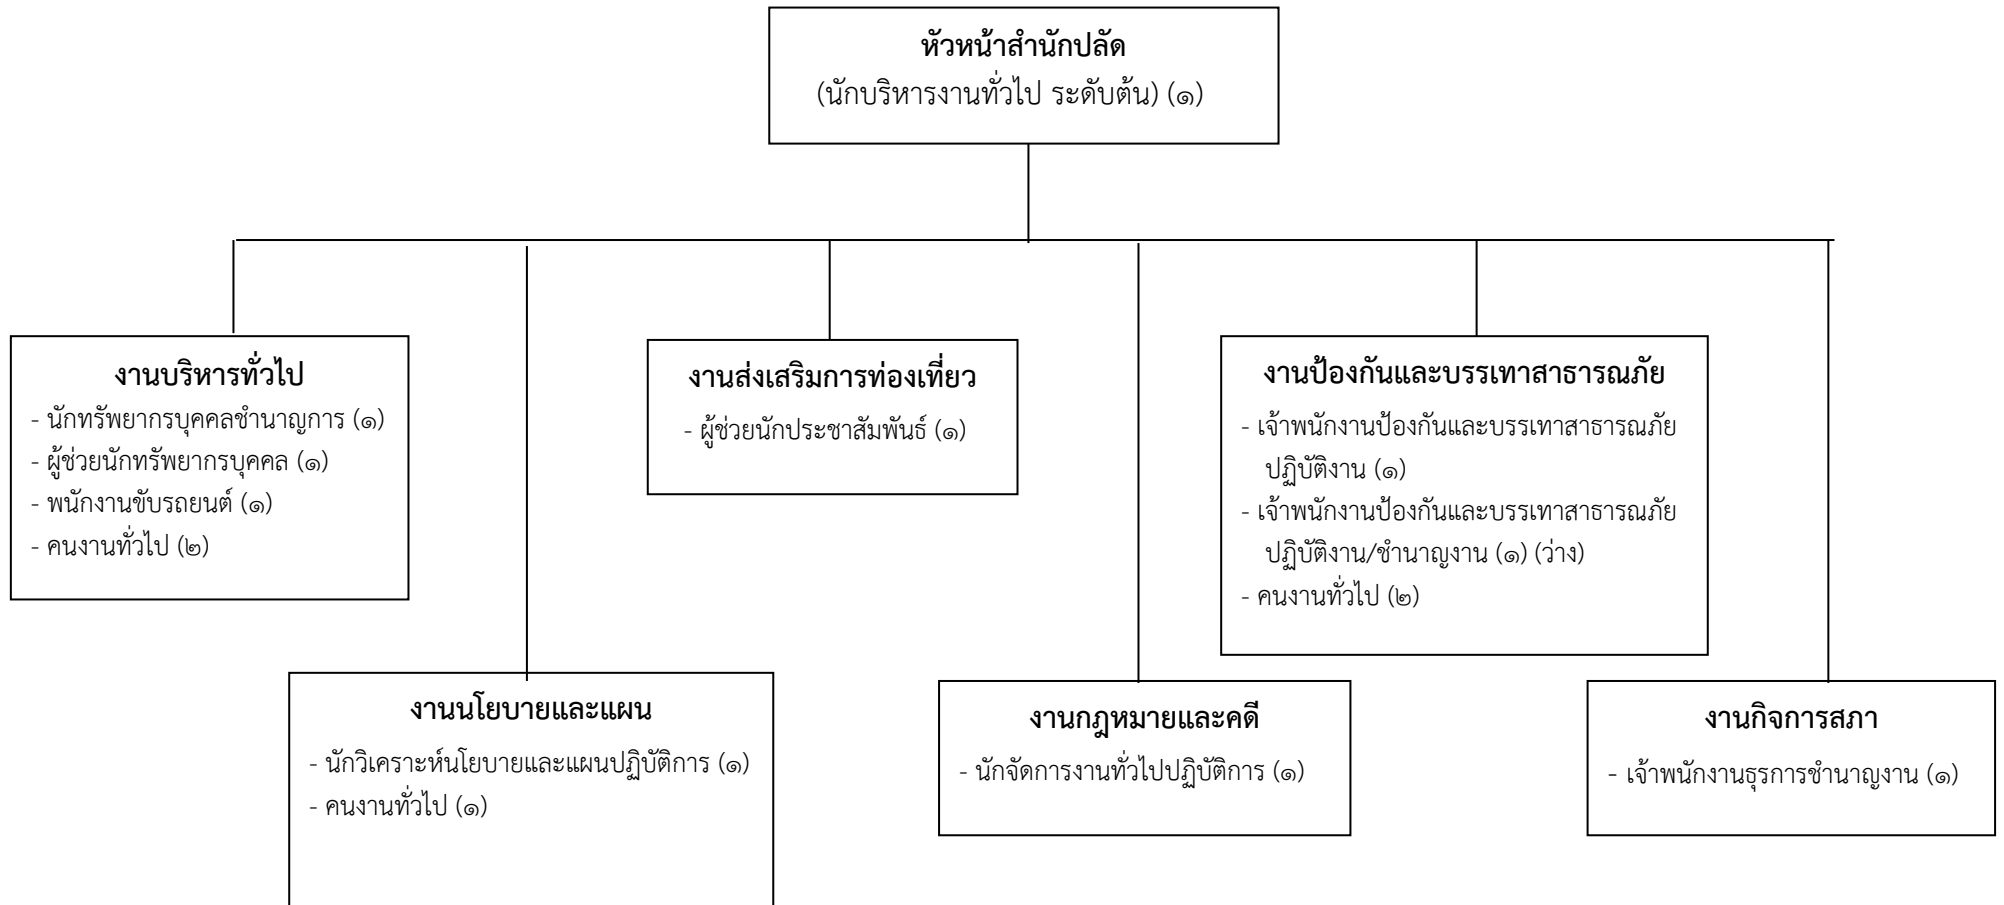 หัวหน้าสำนักปลัด
(นักบริหารงานทั่วไป ระดับต้น) (๑)
งานบริหารทั่วไป
- นักทรัพยากรบุคคลชำนาญการ (๑)
- ผู้ช่วยนักทรัพยากรบุคคล (๑)
- พนักงานขับรถยนต์ (๑)
- คนงานทั่วไป (๒)
งานส่งเสริมการท่องเที่ยว
- ผู้ช่วยนักประชาสัมพันธ์ (๑)
งานป้องกันและบรรเทาสาธารณภัย
- เจ้าพนักงานป้องกันและบรรเทาสาธารณภัย
ปฏิบัติงาน (๑)
- เจ้าพนักงานป้องกันและบรรเทาสาธารณภัย
ปฏิบัติงาน/ชำนาญงาน (๑) (ว่าง)
- คนงานทั่วไป (๒)
งานนโยบายและแผน
- นักวิเคราะห์นโยบายและแผนปฏิบัติการ (๑)
- คนงานทั่วไป (๑)
งานกฎหมายและคดี
- นักจัดการงานทั่วไปปฏิบัติการ (๑)
งานกิจการสภา
- เจ้าพนักงานธุรการชำนาญงาน (๑)